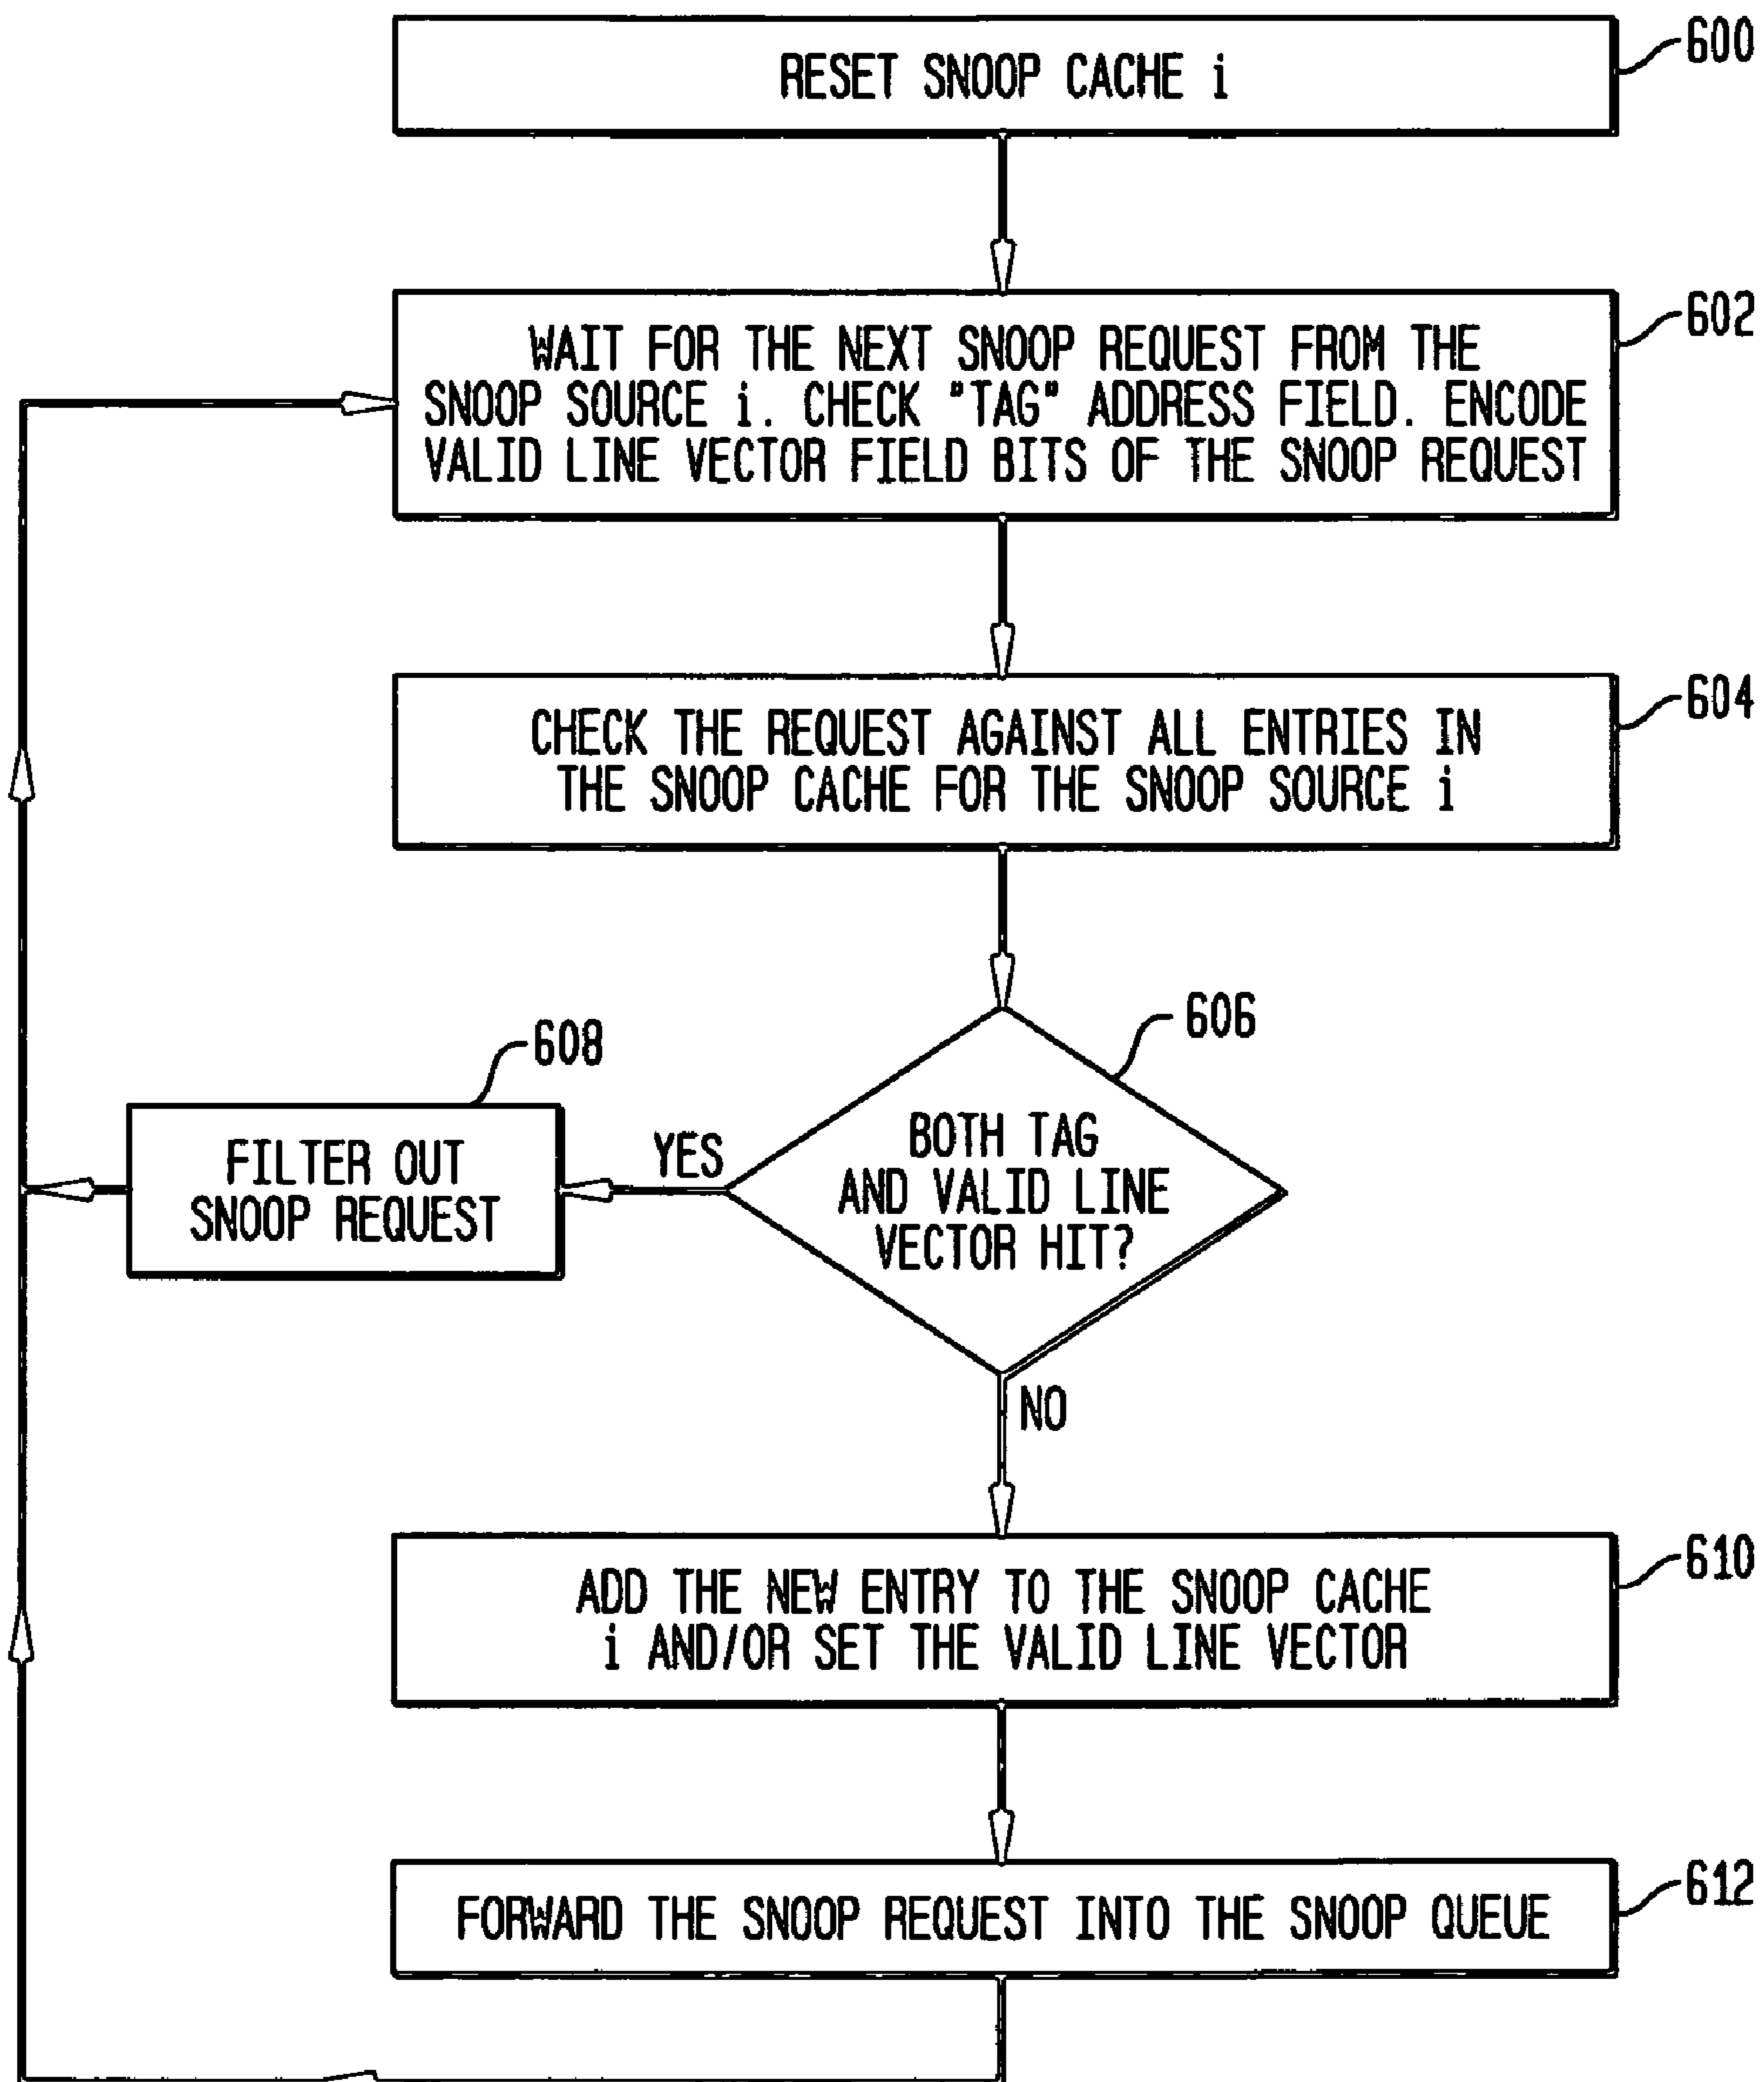 RESET SNOOP CACHE i
600
WAIT FOR THE NEXT SNOOP REQUEST FROM THE
SNOOP SOURCE i. CHECK "TAG" ADDRESS FIELD. ENCODE
VALID LINE VECTOR FIELD BITS OF THE SNOOP REQUEST
602
CHECK THE REQUEST AGAINST ALL ENTRIES IN
THE SNOOP CACHE FOR THE SNOOP SOURCE i
604
BOTH TAG
AND VALID LINE
VECTOR HIT?
606
YES
FILTER OUT
SNOOP REQUEST
608
NO
ADD THE NEW ENTRY TO THE SNOOP CACHE
i AND/OR SET THE VALID LINE VECTOR
610
FORWARD THE SNOOP REQUEST INTO THE SNOOP QUEUE
612